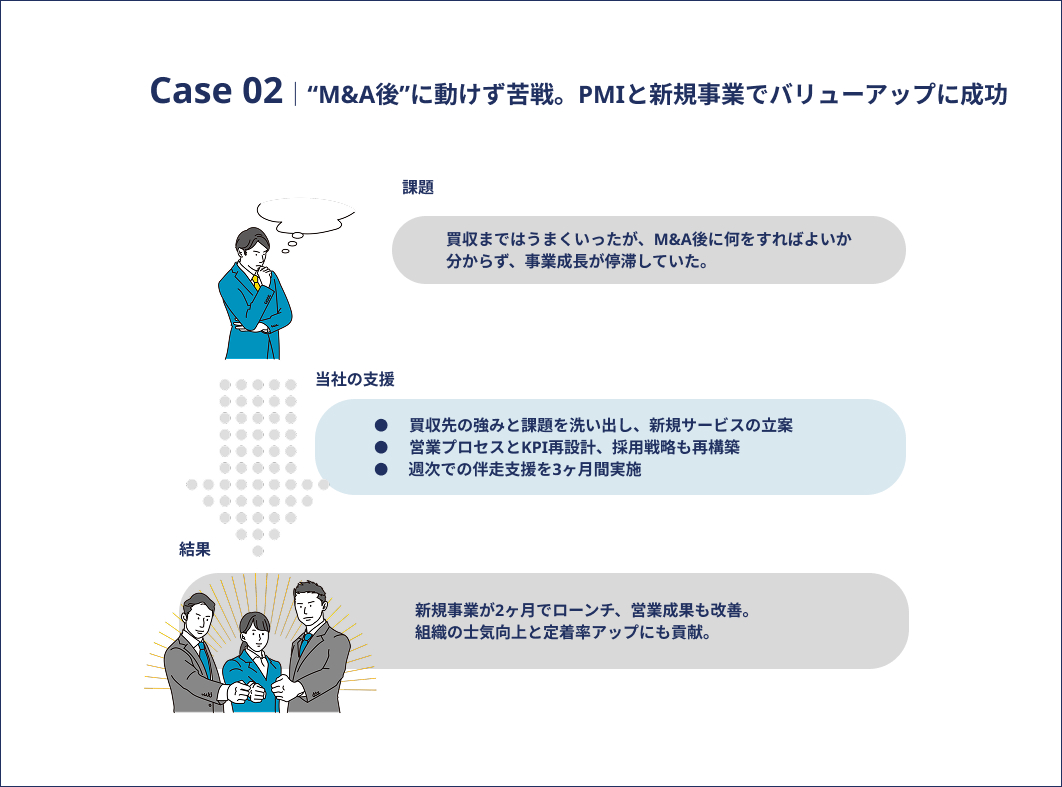 Case 02｜“M&A後”に動けず苦戦。PMIと新規事業でバリューアップに成功
課題
買収まではうまくいったが、M&A後に何をすればよいか
分からず、事業成長が停滞していた。
当社の支援
● 買収先の強みと課題を洗い出し、新規サービスの立案
● 営業プロセスとKPI再設計、採用戦略も再構築
● 週次での伴走支援を3ヶ月間実施
結果
新規事業が2ヶ月でローンチ、営業成果も改善。
組織の士気向上と定着率アップにも貢献。